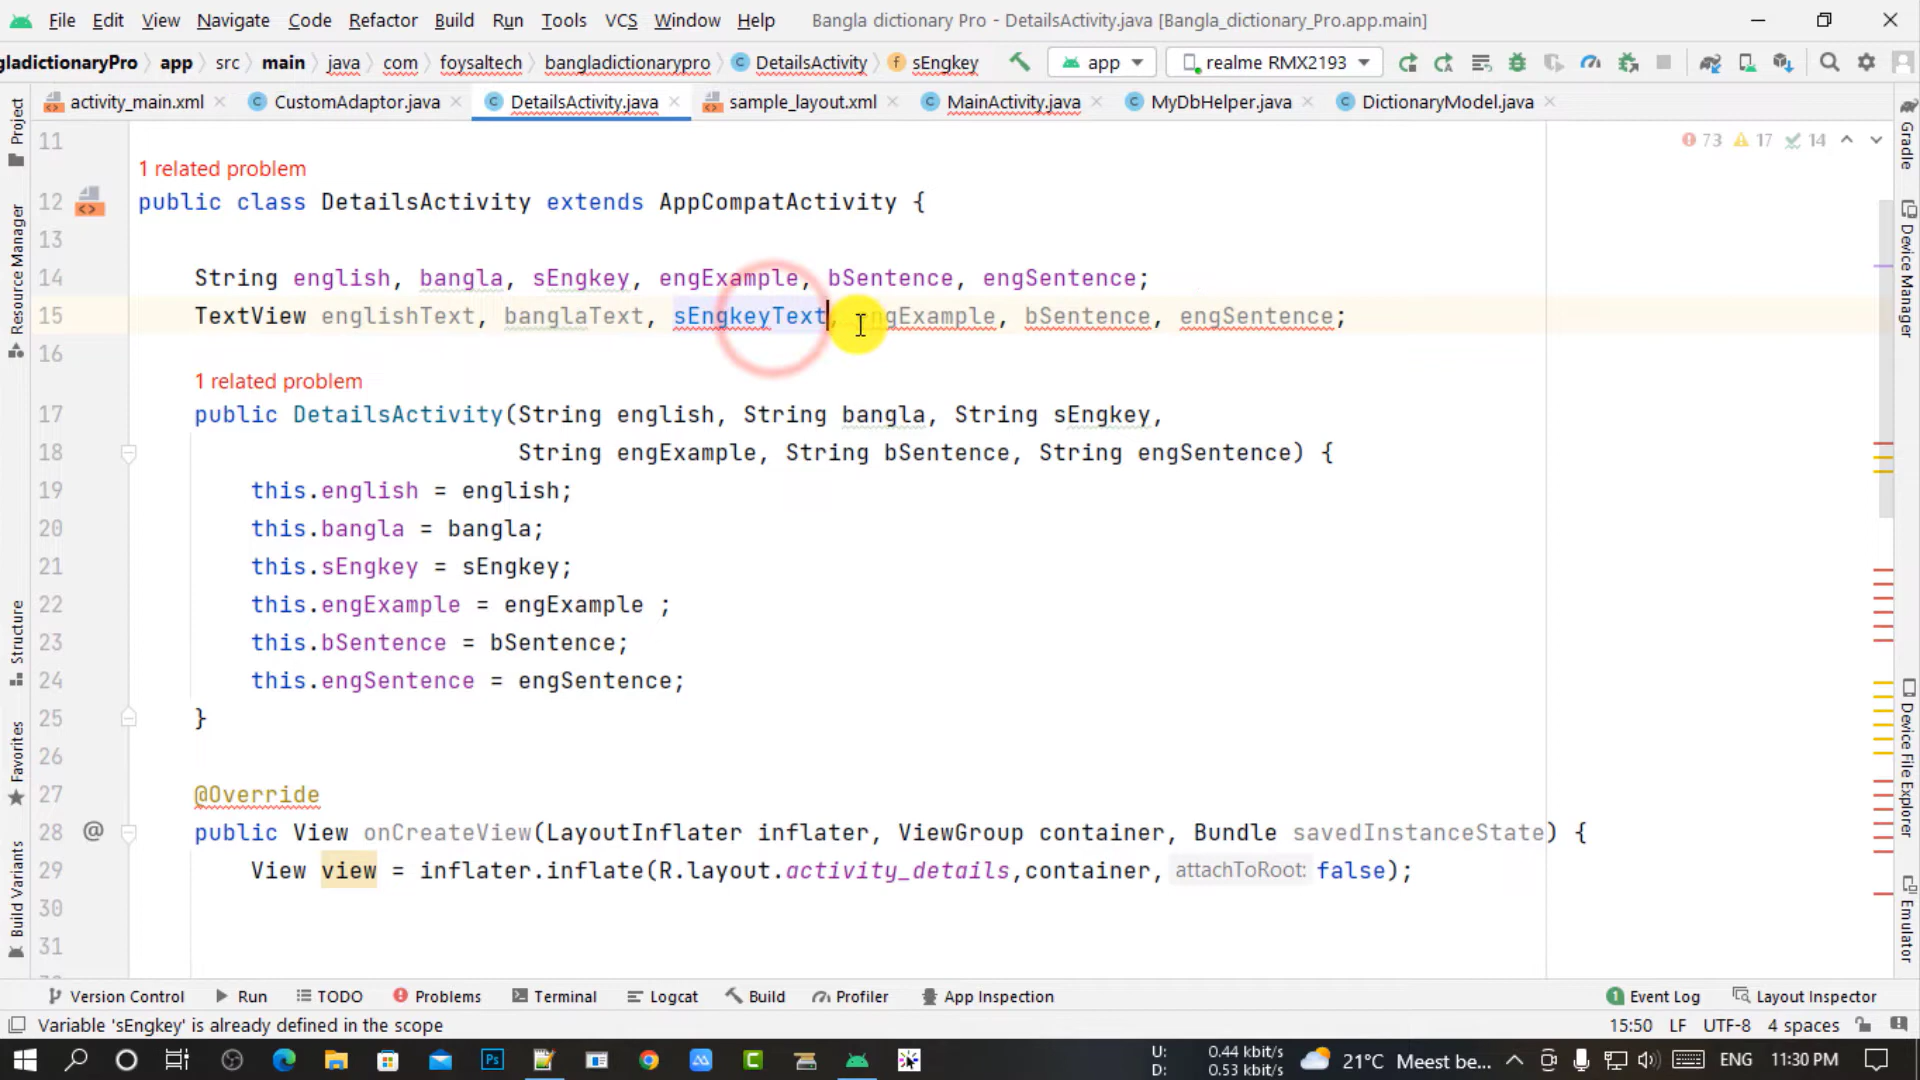 File Edit View Navigate Code Refactor Build Run Tools VCS Window Help Bangla dictionary Pro - DetailsActivity.java [Bangla_dictionary_Pro.app.main]
gladictionaryPro app src main java com foysaltech bangladictionarypro DetailsActivity sEngkey app realme RMX2193
activity_main.xml CustomAdaptor.java DetailsActivity.java sample_layout.xml MainActivity.java MyDbHelper.java DictionaryModel.java
73 17 14
11
1 related problem
12 public class DetailsActivity extends AppCompatActivity {
13
14 String english, bangla, sEngkey, engExample, bSentence, engSentence;
15 TextView englishText, banglaText, sEngkeyText, engExample, bSentence, engSentence;
16
1 related problem
17 public DetailsActivity(String english, String bangla, String sEngkey,
18 String engExample, String bSentence, String engSentence) {
19 this.english = english;
20 this.bangla = bangla;
21 this.sEngkey = sEngkey;
22 this.engExample = engExample ;
23 this.bSentence = bSentence;
24 this.engSentence = engSentence;
25 }
26
27 @Override
28 public View onCreateView(LayoutInflater inflater, ViewGroup container, Bundle savedInstanceState) {
29 View view = inflater.inflate(R.layout.activity_details,container, attachToRoot: false);
30
31
Project
Resource Manager
Structure
Favorites
Build Variants
Gradle
Device Manager
Device File Explorer
Emulator
Version Control Run TODO Problems Terminal Logcat Build Profiler App Inspection 1 Event Log Layout Inspector
Variable 'sEngkey' is already defined in the scope 15:50 LF UTF-8 4 spaces
U: 0.44 kbit/s
D: 0.53 kbit/s
21°C Meest be... ENG 11:30 PM